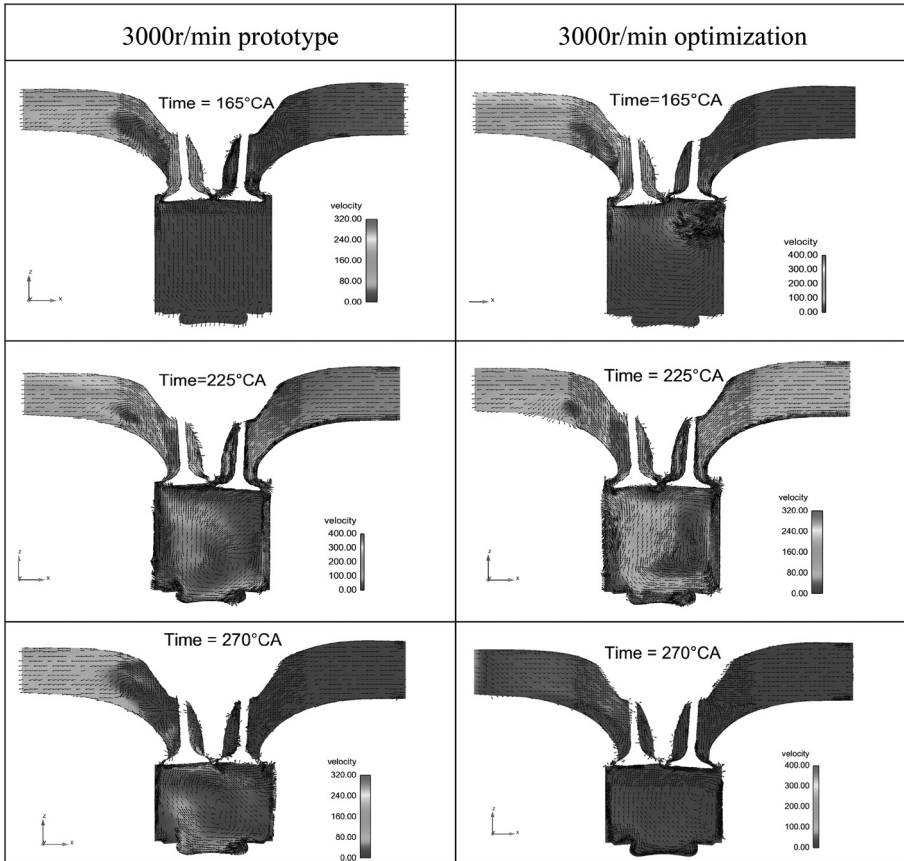 3000r/min prototype
3000r/min optimization
Time = 165°CA
velocity
320.00
240.00
160.00
80.00
0.00
z
x
Time=165°CA
velocity
400.00
300.00
200.00
100.00
0.00
x
Time=225°CA
velocity
400.00
300.00
200.00
100.00
0.00
z
x
Time = 225°CA
velocity
320.00
240.00
160.00
80.00
0.00
z
x
Time = 270°CA
velocity
320.00
240.00
160.00
80.00
0.00
z
x
Time = 270°CA
velocity
400.00
300.00
200.00
100.00
0.00
z
x